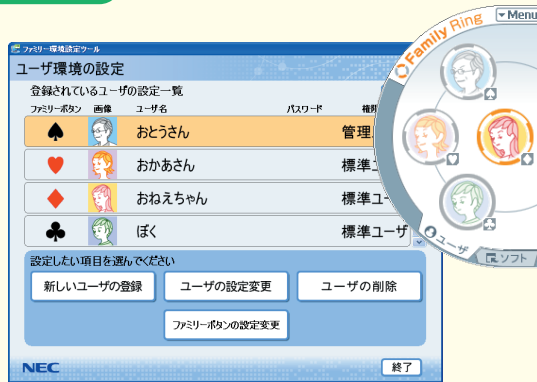 Family Ring
Menu
ファミリー環境設定ツール
ユーザ環境の設定
登録されているユーザの設定一覧
ファミリーボタン 画像 ユーザ名 パスワード
おとうさん 管理
おかあさん 標準ユ
おねえちゃん 標準ユー
ぼく 標準ユーザ
ユーザ
ソフト
設定したい項目を選んでください
新しいユーザの登録 ユーザの設定変更 ユーザの削除
ファミリーボタンの設定変更
NEC 終了